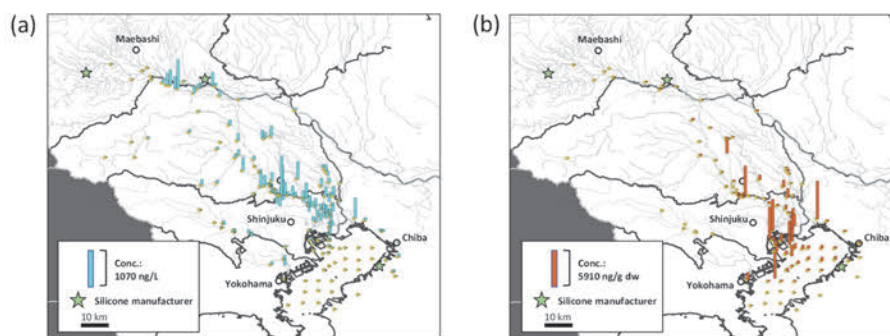 (a)
Maebashi
Shinjuku
Chiba
Yokohama
Conc.:
1070 ng/L
Silicone manufacturer
10 km
(b)
Maebashi
Shinjuku
Chiba
Yokohama
Conc.:
5910 ng/g dw
Silicone manufacturer
10 km